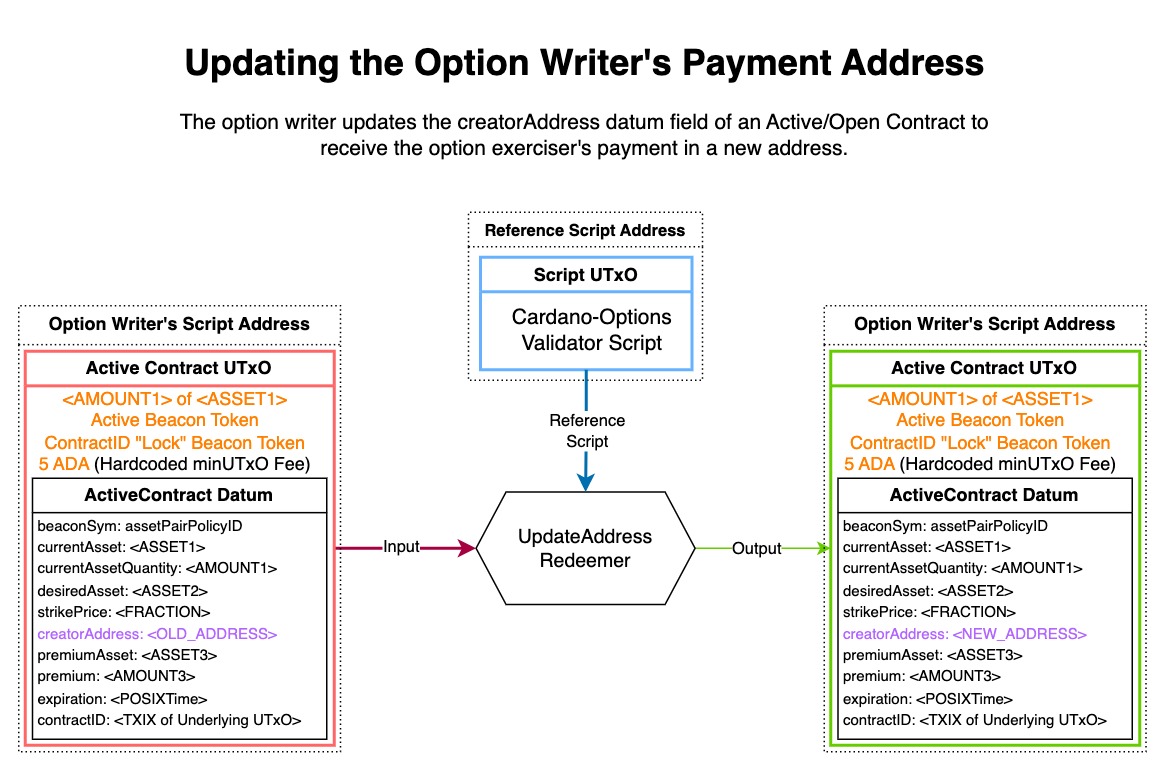 Updating the Option Writer's Payment Address
The option writer updates the creatorAddress datum field of an Active/Open Contract to
receive the option exerciser's payment in a new address.
Reference Script Address
Script UTxO
Cardano-Options
Validator Script
Reference
Script
Option Writer's Script Address
Active Contract UTxO
<AMOUNT1> of <ASSET1>
Active Beacon Token
ContractID "Lock" Beacon Token
5 ADA (Hardcoded minUTxO Fee)
ActiveContract Datum
beaconSym: assetPairPolicyID
currentAsset: <ASSET1>
currentAssetQuantity: <AMOUNT1>
desiredAsset: <ASSET2>
strikePrice: <FRACTION>
creatorAddress: <OLD_ADDRESS>
premiumAsset: <ASSET3>
premium: <AMOUNT3>
expiration: <POSIXTime>
contractID: <TXIX of Underlying UTxO>
Input
UpdateAddress
Redeemer
Output
Option Writer's Script Address
Active Contract UTxO
<AMOUNT1> of <ASSET1>
Active Beacon Token
ContractID "Lock" Beacon Token
5 ADA (Hardcoded minUTxO Fee)
ActiveContract Datum
beaconSym: assetPairPolicyID
currentAsset: <ASSET1>
currentAssetQuantity: <AMOUNT1>
desiredAsset: <ASSET2>
strikePrice: <FRACTION>
creatorAddress: <NEW_ADDRESS>
premiumAsset: <ASSET3>
premium: <AMOUNT3>
expiration: <POSIXTime>
contractID: <TXIX of Underlying UTxO>